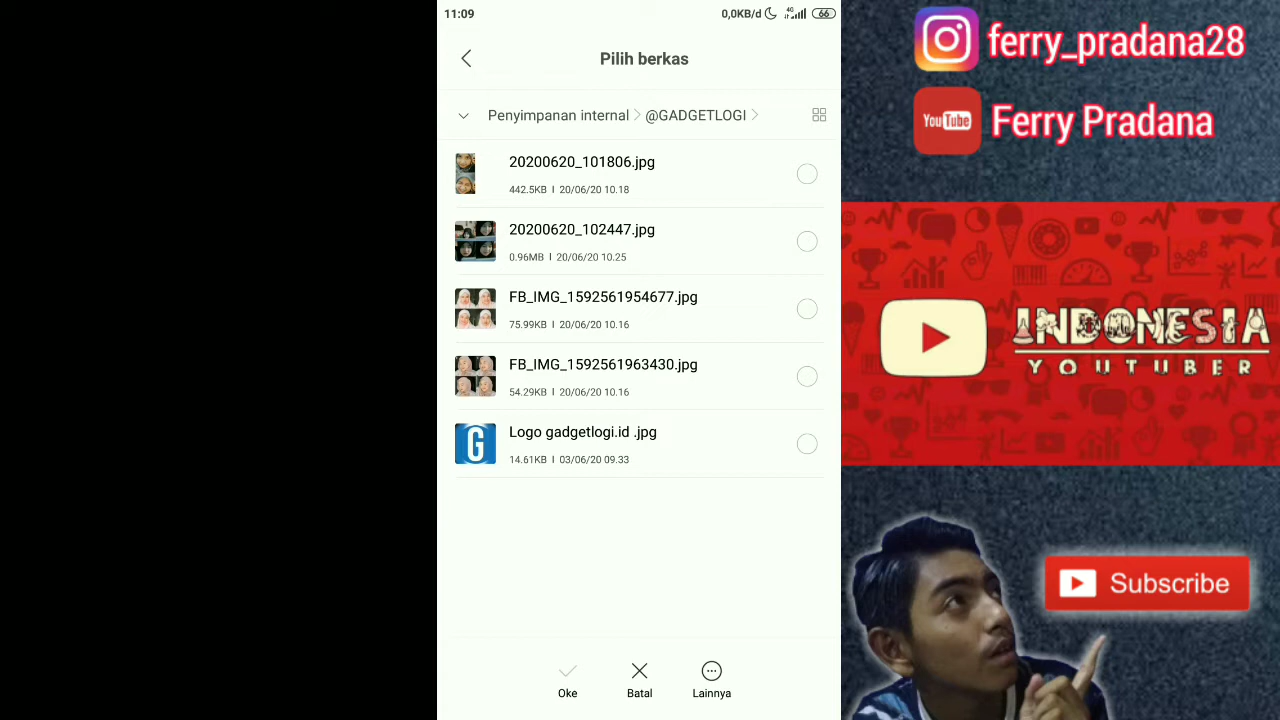 11:09
0,0KB/d
4G
66
Pilih berkas
Penyimpanan internal
@GADGETLOGI
20200620_101806.jpg
442.5KB | 20/06/20 10.18
20200620_102447.jpg
0.96MB | 20/06/20 10.25
FB_IMG_1592561954677.jpg
75.99KB | 20/06/20 10.16
FB_IMG_1592561963430.jpg
54.29KB | 20/06/20 10.16
G
Logo gadgetlogi.id .jpg
14.61KB | 03/06/20 09.33
Oke
Batal
Lainnya
ferry_pradana28
YouTube
Ferry Pradana
INDONESIA
YOUTUBER
Subscribe